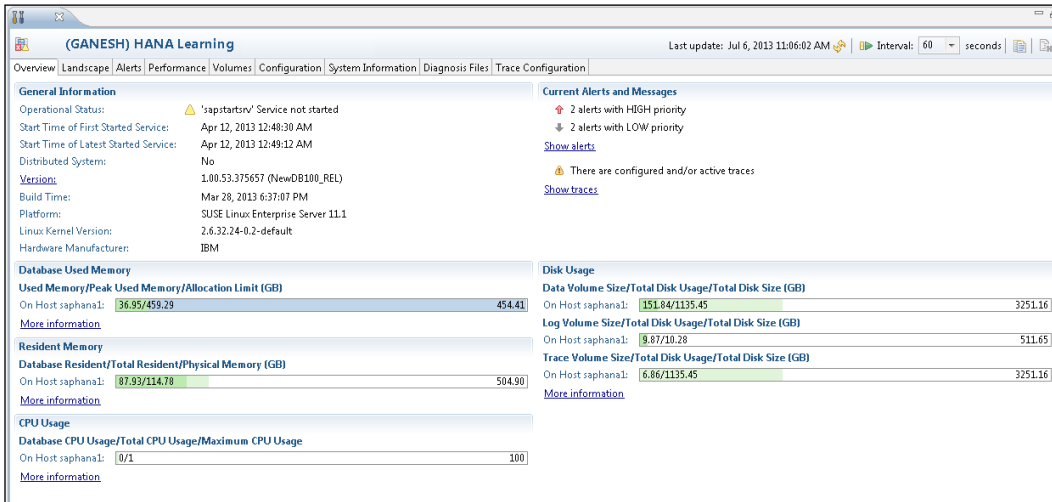 (GANESH) HANA Learning
Last update: Jul 6, 2013 11:06:02 AM Interval: 60 seconds
Overview Landscape Alerts Performance Volumes Configuration System Information Diagnosis Files Trace Configuration
General Information
Operational Status: 'sapstartsrv' Service not started
Start Time of First Started Service: Apr 12, 2013 12:48:30 AM
Start Time of Latest Started Service: Apr 12, 2013 12:49:12 AM
Distributed System: No
Version: 1.00.53.375657 (NewDB100_REL)
Build Time: Mar 28, 2013 6:37:07 PM
Platform: SUSE Linux Enterprise Server 11.1
Linux Kernel Version: 2.6.32.24-0.2-default
Hardware Manufacturer: IBM
Current Alerts and Messages
2 alerts with HIGH priority
2 alerts with LOW priority
Show alerts
There are configured and/or active traces
Show traces
Database Used Memory
Used Memory/Peak Used Memory/Allocation Limit (GB)
On Host saphana1: 36.95/459.29 454.41
More information
Resident Memory
Database Resident/Total Resident/Physical Memory (GB)
On Host saphana1: 87.93/114.78 504.90
More information
CPU Usage
Database CPU Usage/Total CPU Usage/Maximum CPU Usage
On Host saphana1: 0/1 100
More information
Disk Usage
Data Volume Size/Total Disk Usage/Total Disk Size (GB)
On Host saphana1: 151.84/1135.45 3251.16
Log Volume Size/Total Disk Usage/Total Disk Size (GB)
On Host saphana1: 9.87/10.28 511.65
Trace Volume Size/Total Disk Usage/Total Disk Size (GB)
On Host saphana1: 6.86/1135.45 3251.16
More information